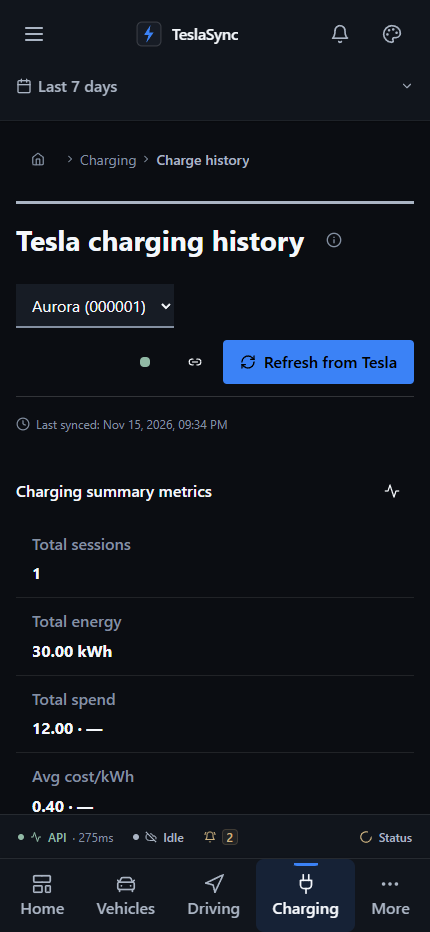 TeslaSync
Last 7 days
Charging
Charge history
Tesla charging history
Aurora (000001)
Refresh from Tesla
Last synced: Nov 15, 2026, 09:34 PM
Charging summary metrics
Total sessions
1
Total energy
30.00 kWh
Total spend
12.00 · —
Avg cost/kWh
0.40 · —
API · 275ms
Idle
2
Status
Home
Vehicles
Driving
Charging
More